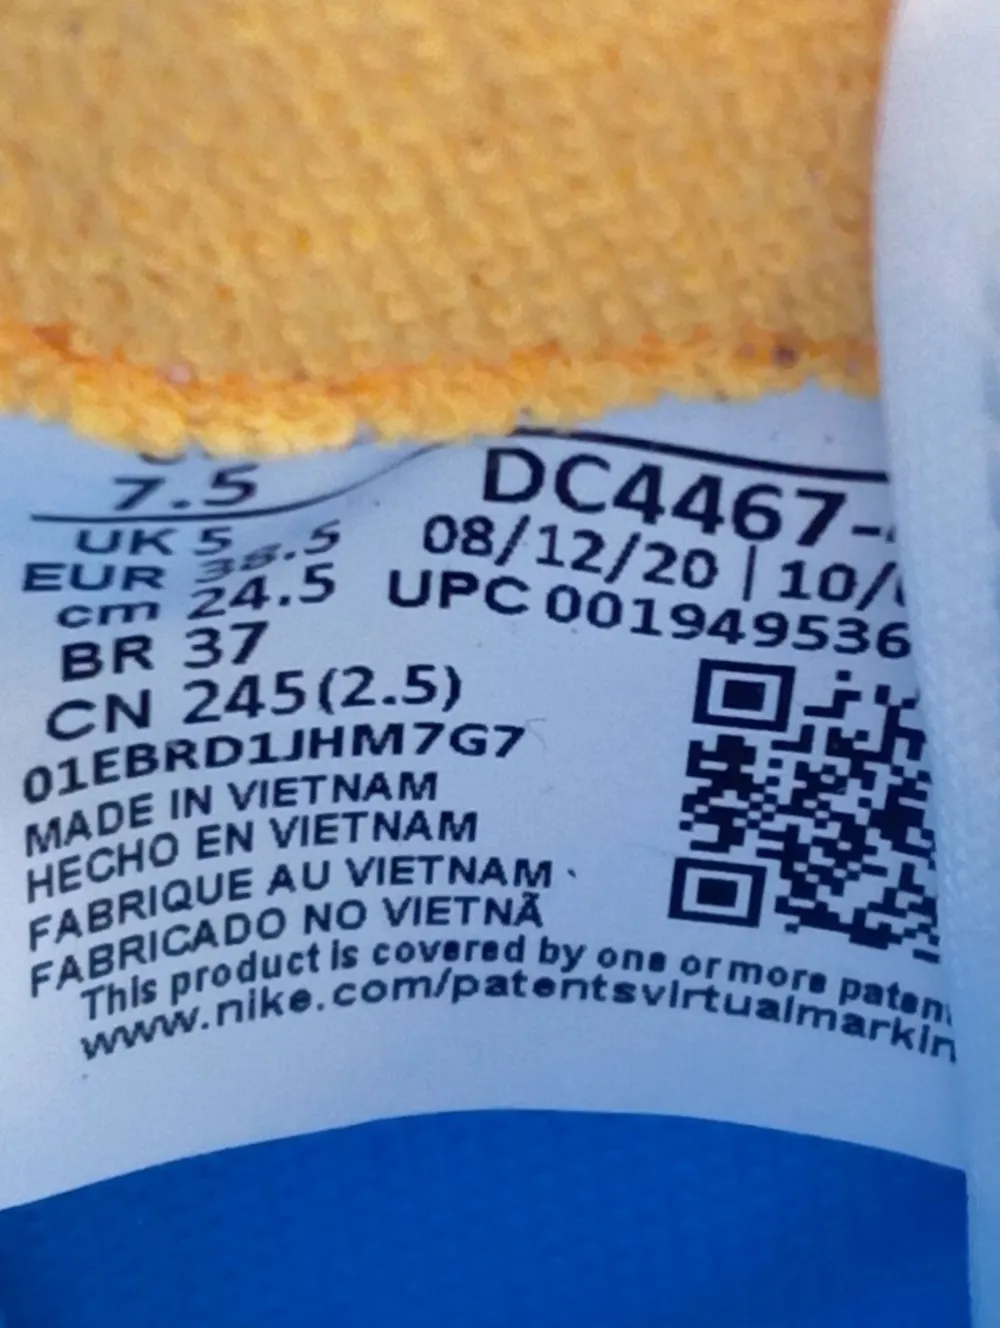 7.5
UK 5
EUR 38.5
cm 24.5
BR 37
CN 245(2.5)
DC4467-
08/12/20 | 10/
UPC 001949536
01EBRD1JHM7G7
MADE IN VIETNAM
HECHO EN VIETNAM
FABRIQUE AU VIETNAM
FABRICADO NO VIETNÃ
This product is covered by one or more paten
www.nike.com/patentsvirtualmarkin